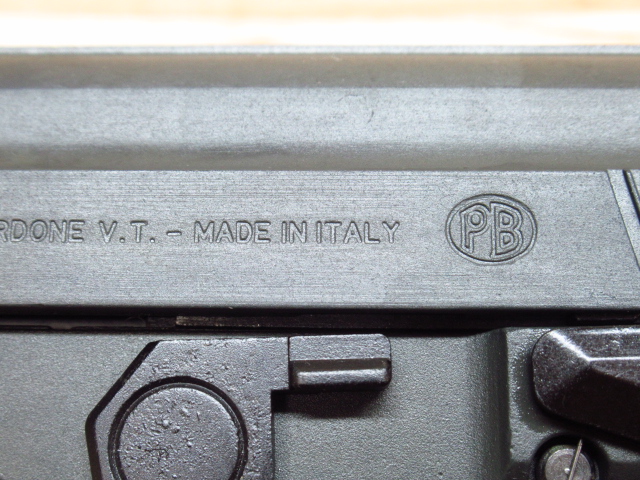 RDONE V.T. - MADE IN ITALY PB